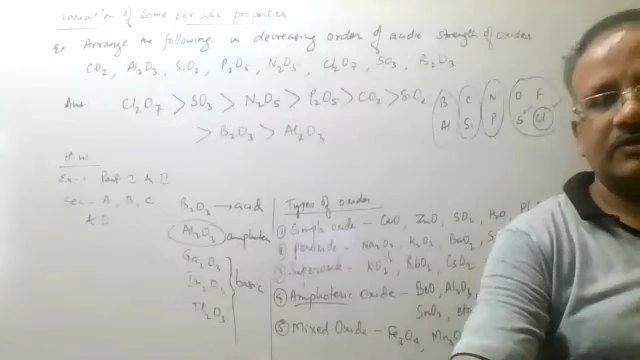 Variation of Some periodic properties
Q. Arrange the following in decreasing order of acidic strength of oxides
CO2, Al2O3, SiO2, P2O5, N2O5, Cl2O7, SO3, B2O3
Ans Cl2O7 > SO3 > N2O5 > P2O5 > CO2 > SiO2
> B2O3 > Al2O3
B C N O F
Al Si P S Cl
H.W
Ex-1 Part I & II
Sec. A, B, C
& II
B2O3 → acid
Al2O3 amphoter
Ga2O3
In2O3 basic
Tl2O3
Types of oxides
① Simple oxide - CaO, ZnO, SO2, H2O, P
② peroxide - Na2O2, K2O2, BaO2, S
③ Superoxide - KO2, RbO2, CsO2
④ Amphoteric oxide - BeO, Al2O3,
SnO2, etc
⑤ Mixed Oxide - Fe3O4, Mn3O